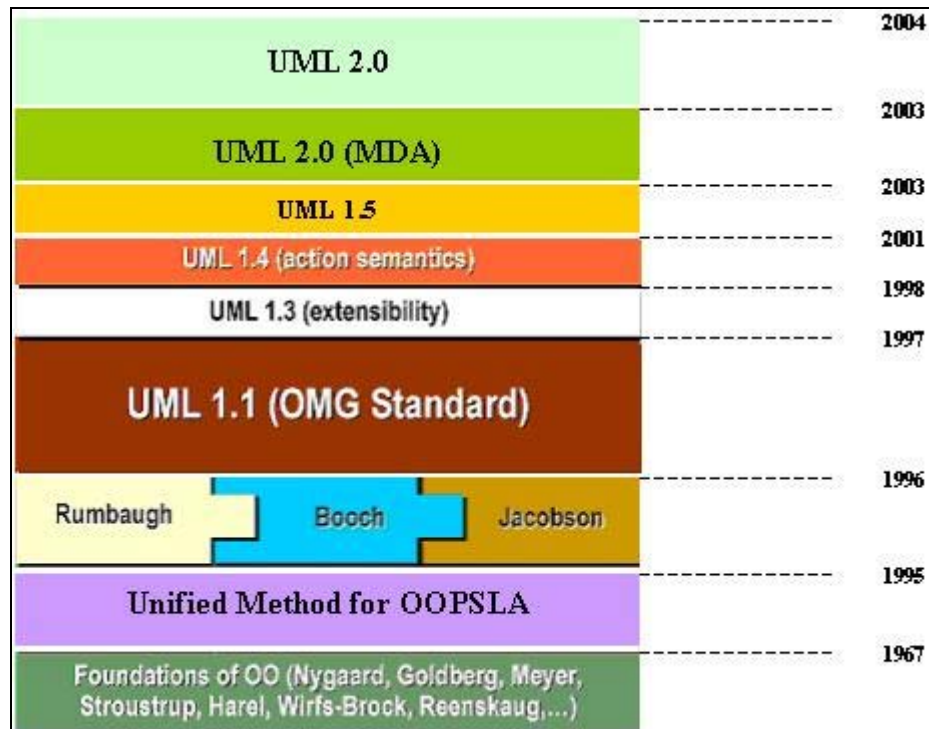 2004
UML 2.0
2003
UML 2.0 (MDA)
2003
UML 1.5
2001
UML 1.4 (action semantics)
1998
UML 1.3 (extensibility)
1997
UML 1.1 (OMG Standard)
1996
Rumbaugh Booch Jacobson
1995
Unified Method for OOPSLA
1967
Foundations of OO (Nygaard, Goldberg, Meyer,
Stroustrup, Harel, Wirfs-Brock, Reenskaug,...)